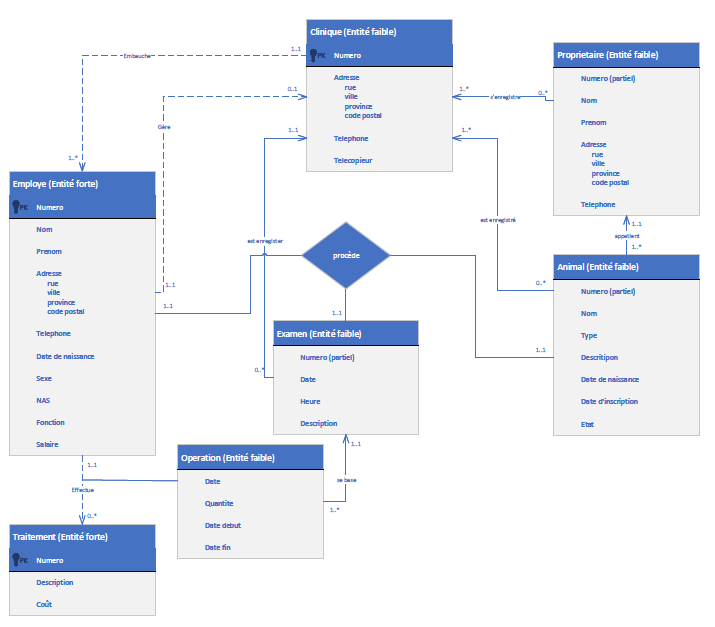 Clinique (Entité faible)
PK Numero
Adresse
rue
ville
province
code postal
Telephone
Telecopieur
Proprietaire (Entité faible)
Numero (partiel)
Nom
Prenom
Adresse
rue
ville
province
code postal
Telephone
Embauche
1..1
1..*
Gère
0..1
1..1
est enregister
1..1
0..*
s'enregistre
1..*
0..*
est enregistré
1..*
0..*
appatient
1..1
1..*
Employe (Entité forte)
PK Numero
Nom
Prenom
Adresse
rue
ville
province
code postal
Telephone
Date de naissance
Sexe
NAS
Fonction
Salaire
procède
1..1
1..1
1..1
Animal (Entité faible)
Numero (partiel)
Nom
Type
Descritipon
Date de naissance
Date d'inscription
Etat
Examen (Entité faible)
Numero (partiel)
Date
Heure
Description
Operation (Entité faible)
Date
Quantite
Date debut
Date fin
se base
1..1
1..*
Effectue
1..1
0..*
Traitement (Entité forte)
PK Numero
Description
Coût